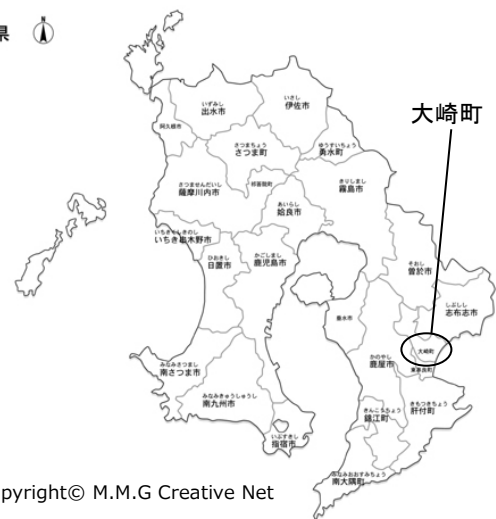 県
大崎町
いずみし
出水市
いさし
伊佐市
阿久根市
さつまちょう
さつま町
ゆうすいちょう
湧水町
さつませんだいし
薩摩川内市
きりしまし
霧島市
あいらし
姶良市
いちきくしきのし
いちき串木野市
ひおきし
日置市
かごしまし
鹿児島市
そおし
曽於市
しぶしし
志布志市
垂水市
大崎町
かのやし
鹿屋市
東串良町
みなみさつまし
南さつま市
みなみきゅうしゅうし
南九州市
きんこうちょう
錦江町
きもつきちょう
肝付町
いぶすきし
指宿市
みなみおおすみちょう
南大隅町
pyright© M.M.G Creative Net